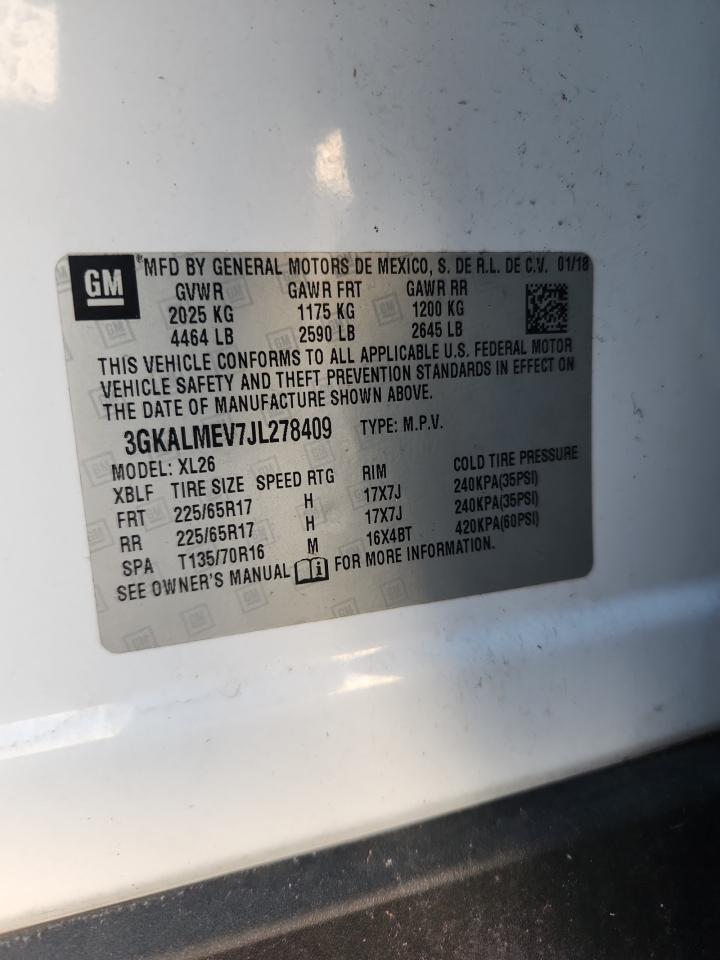 GM ®MFD BY GENERAL MOTORS DE MEXICO, S. DE R.L. DE C.V. 01/18
GVWR GAWR FRT GAWR RR
2025 KG 1175 KG 1200 KG
4464 LB 2590 LB 2645 LB
THIS VEHICLE CONFORMS TO ALL APPLICABLE U.S. FEDERAL MOTOR
VEHICLE SAFETY AND THEFT PREVENTION STANDARDS IN EFFECT ON
THE DATE OF MANUFACTURE SHOWN ABOVE.
3GKALMEV7JL278409 TYPE: M.P.V.
MODEL: XL26
XBLF TIRE SIZE SPEED RTG RIM COLD TIRE PRESSURE
FRT 225/65R17 H 17X7J 240KPA(35PSI)
RR 225/65R17 H 17X7J 240KPA(35PSI)
SPA T135/70R16 M 16X4BT 420KPA(60PSI)
SEE OWNER'S MANUAL FOR MORE INFORMATION.